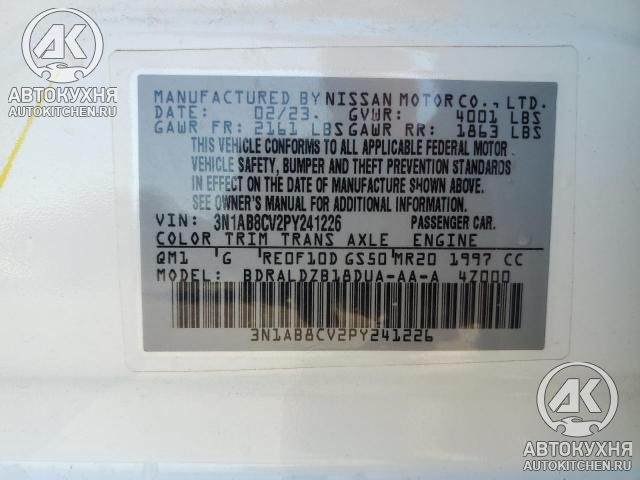 АК
АВТОКУХНЯ
AUTOKITCHEN.RU
MANUFACTURED BY NISSAN MOTOR CO., LTD.
DATE: 02/23. GVWR: 4001 LBS
GAWR FR: 2161 LBS GAWR RR: 1863 LBS
THIS VEHICLE CONFORMS TO ALL APPLICABLE FEDERAL MOTOR
VEHICLE SAFETY, BUMPER AND THEFT PREVENTION STANDARDS
IN EFFECT ON THE DATE OF MANUFACTURE SHOWN ABOVE.
SEE OWNER'S MANUAL FOR ADDITIONAL INFORMATION.
VIN: 3N1AB8CV2PY241226 PASSENGER CAR.
COLOR TRIM TRANS AXLE ENGINE
QM1 G RE0F10D GS50 MR20 1997 CC
MODEL: BDRALDZB18DUA-AA-A 4Z000
3N1AB8CV2PY241226
АК
АВТОКУХНЯ
AUTOKITCHEN.RU